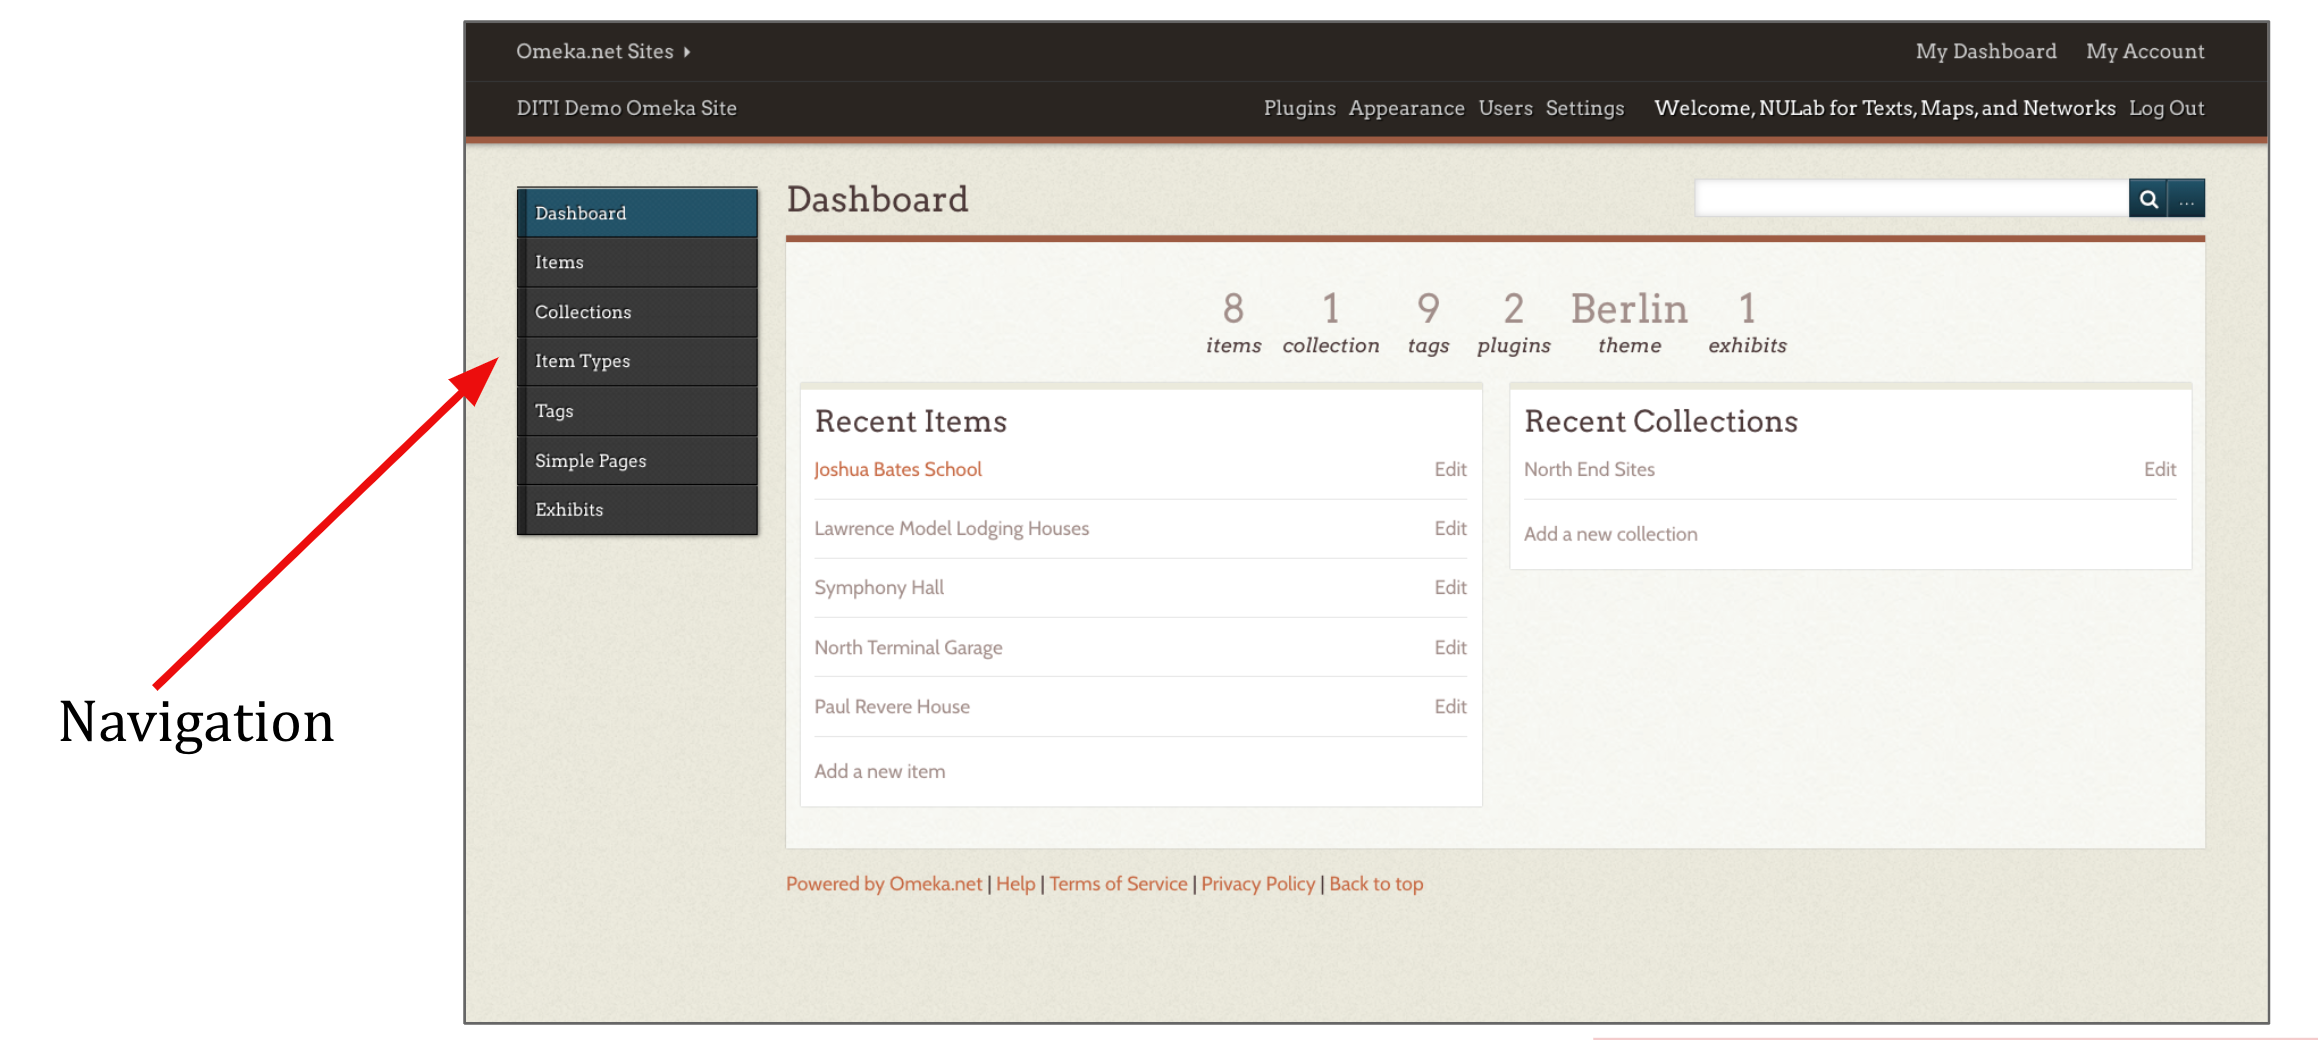 Omeka.net Sites
My Dashboard My Account
DITI Demo Omeka Site
Plugins Appearance Users Settings Welcome, NULab for Texts, Maps, and Networks Log Out
Dashboard
Items
Collections
Item Types
Tags
Simple Pages
Exhibits
Navigation
Dashboard
...
8 items
1 collection
9 tags
2 plugins
Berlin theme
1 exhibits
Recent Items
Joshua Bates School Edit
Lawrence Model Lodging Houses Edit
Symphony Hall Edit
North Terminal Garage Edit
Paul Revere House Edit
Add a new item
Recent Collections
North End Sites Edit
Add a new collection
Powered by Omeka.net | Help | Terms of Service | Privacy Policy | Back to top